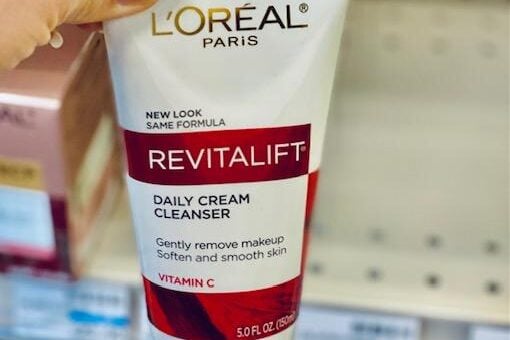 L'ORÉAL®
PARiS
NEW LOOK
SAME FORMULA
REVITALIFT®
DAILY CREAM
CLEANSER
Gently remove makeup
Soften and smooth skin
VITAMIN C
5.0 FL. OZ. (150ml)